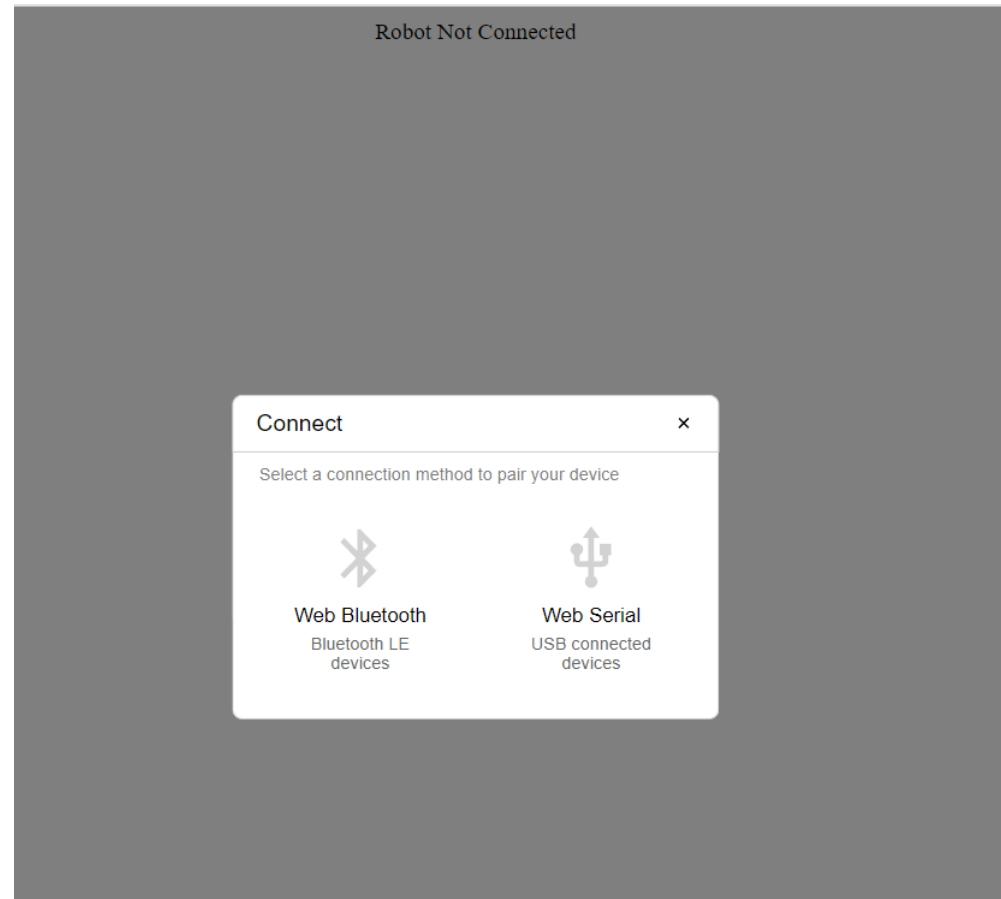 Robot Not Connected
Connect
×
Select a connection method to pair your device
Web Bluetooth
Bluetooth LE
devices
Web Serial
USB connected
devices